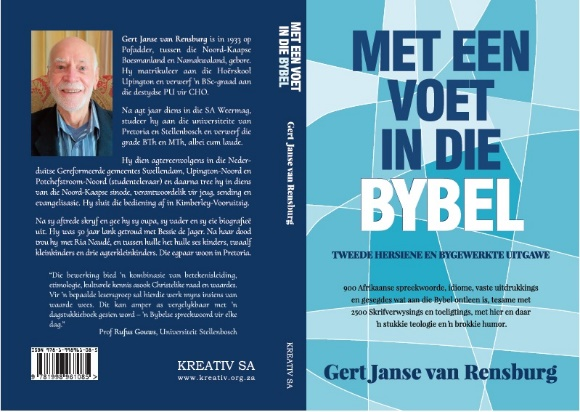 Gert Janse van Rensburg is in 1933 op
Pofadder, tussen die Noord-Kaapse
Boesmanland en Namakwaland, gebore.
Hy matrikuleer aan die Hoërskool
Upington en verwerf 'n BSc-graad aan
die destydse PU vir CHO.
Na agt jaar diens in die SA Weermag,
studeer hy aan die universiteite van
Pretoria en Stellenbosch en verwerf die
grade BTh en MTh, albei cum laude.
Hy dien agtereenvolgens in die Neder-
duitse Gereformeerde gemeentes Swellendam, Upington-Noord en
Potchefstroom-Noord (studenteleraar) en daarna tree hy in diens
van die Noord-Kaapse sinode, verantwoordelik vir jeug, sending en
evangelisasie. Hy sluit die bediening af in Kimberley-Vooruitsig.
Na sy aftrede skryf en gee hy sy oupa, sy vader en sy eie biografieë
uit. Hy was 50 jaar lank getroud met Bessie de Jager. Na haar dood
trou hy met Ria Naudé, en tussen hulle het hulle ses kinders, twaalf
kleinkinders en drie agterkleinkinders. Die egpaar woon in Pretoria.
"Die bewerking bied 'n kombinasie van betekenisleiding,
etimologie, kulturele kennis asook Christelike raad en waardes.
Vir 'n bepaalde lesersgroep sal hierdie werk myns insiens van
waarde wees. Dit kan amper as vergelykbaar met 'n
dagstukkieboek gesien word – 'n Bybelse spreekwoord vir elke
dag."
Prof Rufus Gouws, Universiteit Stellenbosch
ISBN 978-1-998961-08-5
9 781998 961085 >
KREATIV SA
www.kreativ.org.za
MET EEN VOET
IN DIE BYBEL
Gert Janse van Rensburg
KREATIV SA
MET EEN
VOET
IN DIE
BYBEL
TWEEDE HERSIENE EN BYGEWERKTE UITGAWE
900 Afrikaanse spreekwoorde, idiome, vaste uitdrukkings
en gesegdes wat aan die Bybel ontleen is, tesame met
2500 Skrifverwysings en toeligtings, met hier en daar
'n stukkie teologie en 'n brokkie humor.
Gert Janse van Rensburg